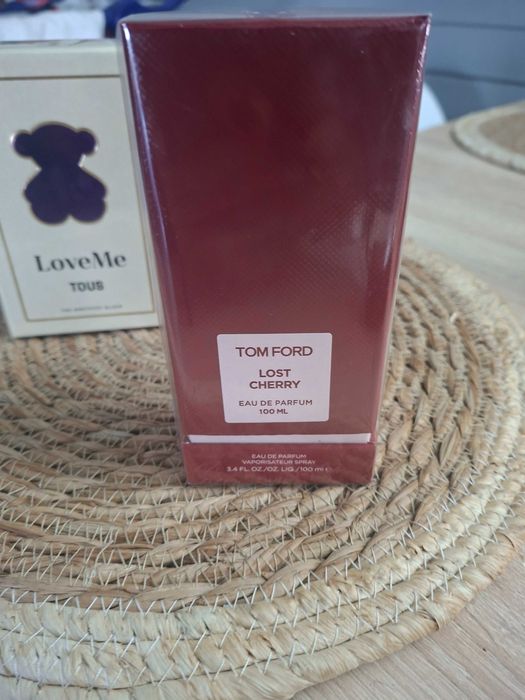 LoveMe
TOUS
TOM FORD
LOST
CHERRY
EAU DE PARFUM
100 ML
EAU DE PARFUM
VAPORISATEUR SPRAY
3.4 FL.OZ./OZ. LIQ./100 ml ℮